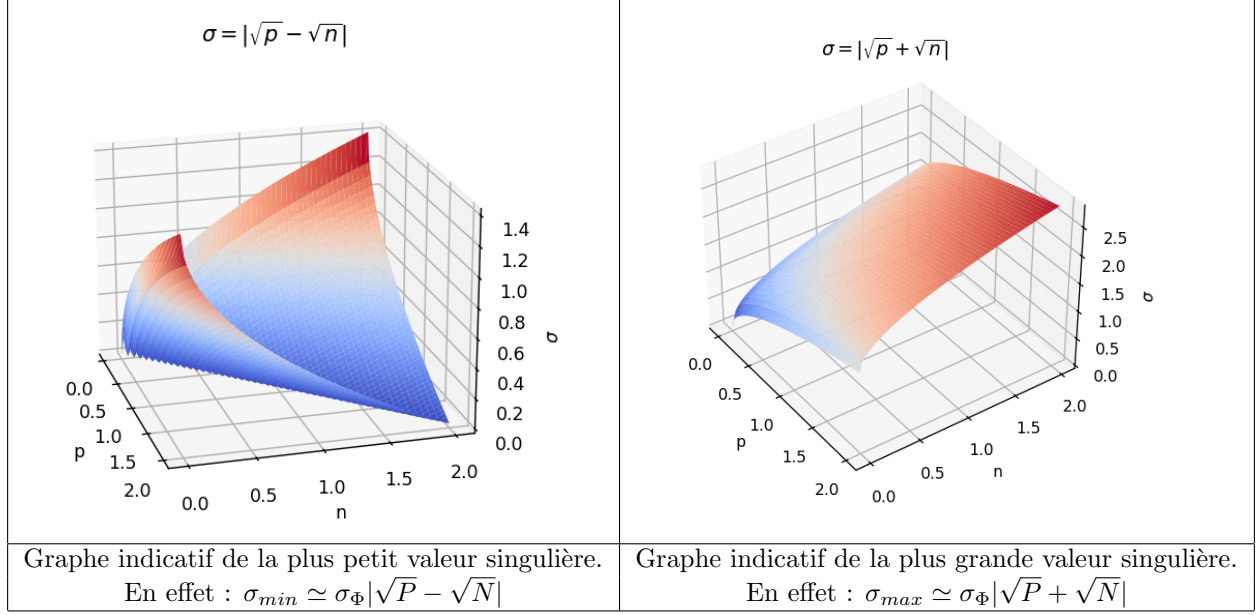 σ = |√p − √n|
1.4
1.2
1.0
0.8
0.6
0.4
0.2
0.0
σ
0.0
0.5
1.0
1.5
2.0
p
0.0
0.5
1.0
1.5
2.0
n
Graphe indicatif de la plus petit valeur singulière.
En effet : σ_min ≃ σ_Φ|√P − √N|
σ = |√p + √n|
2.5
2.0
1.5
1.0
0.5
0.0
σ
0.0
0.5
1.0
1.5
2.0
p
0.0
0.5
1.0
1.5
2.0
n
Graphe indicatif de la plus grande valeur singulière.
En effet : σ_max ≃ σ_Φ|√P + √N|